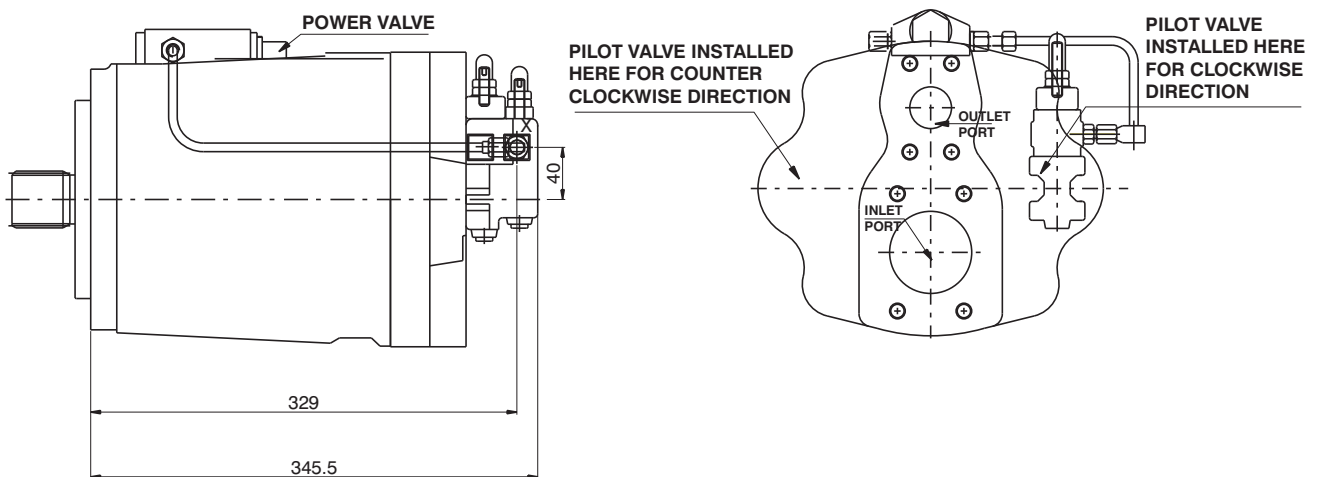 POWER VALVE
X
40
329
345.5
PILOT VALVE INSTALLED
HERE FOR COUNTER
CLOCKWISE DIRECTION
PILOT VALVE
INSTALLED HERE
FOR CLOCKWISE
DIRECTION
OUTLET
PORT
INLET
PORT